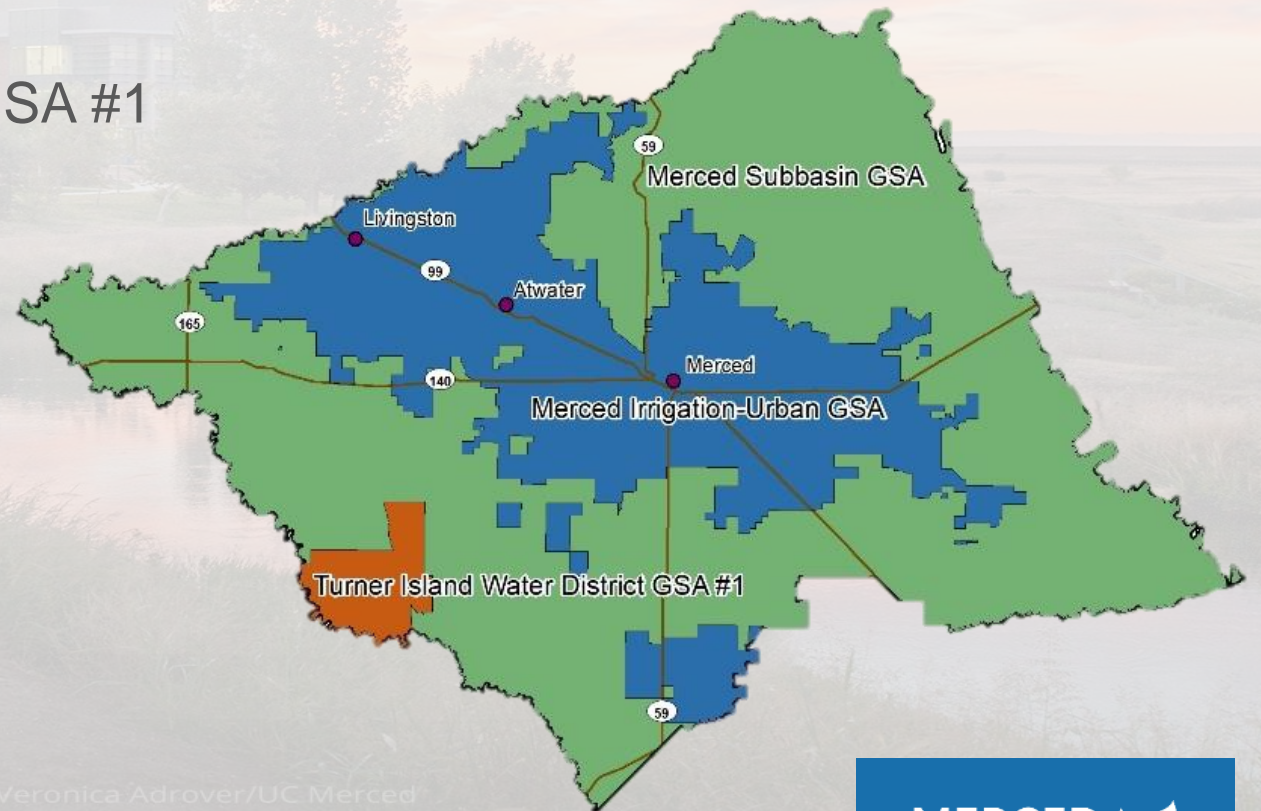 SA #1
59
Merced Subbasin GSA
Livingston
99
Atwater
165
Merced
140
Merced Irrigation-Urban GSA
Turner Island Water District GSA #1
59
Veronica Adrover/UC Merced
MERCED